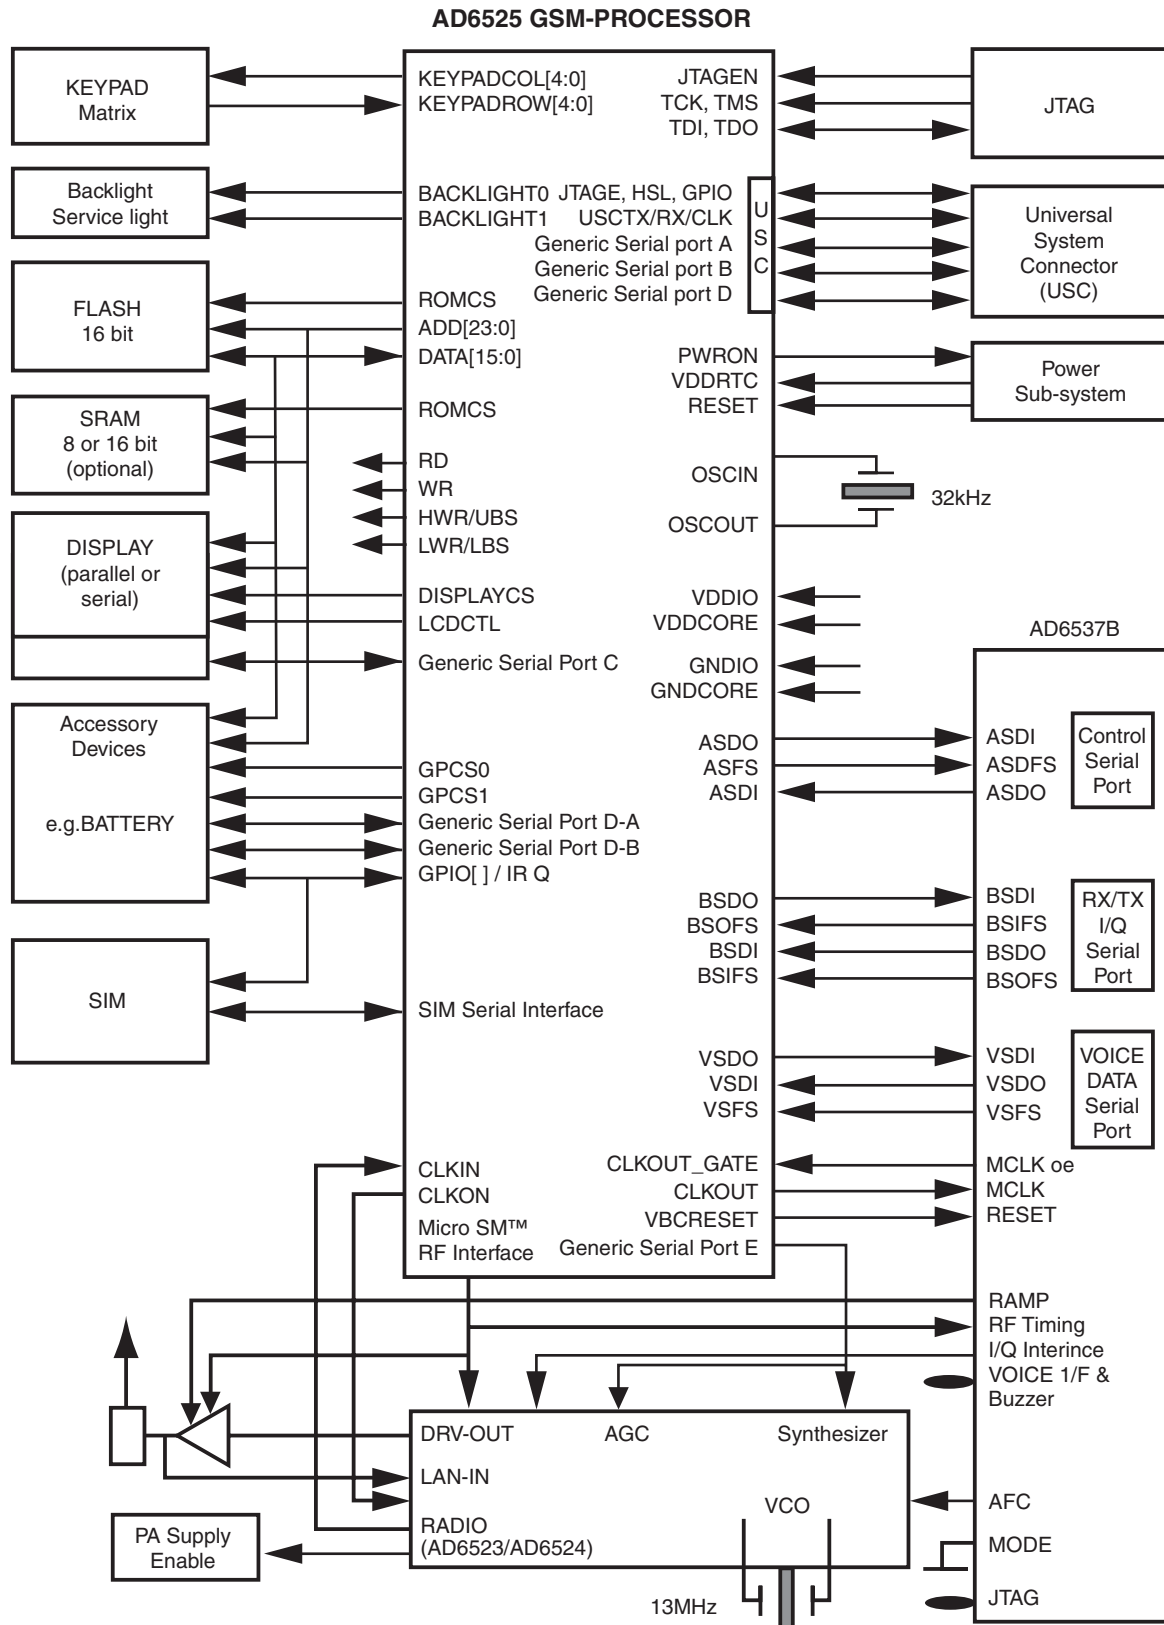 AD6525 GSM-PROCESSOR
KEYPAD
Matrix
Backlight
Service light
FLASH
16 bit
SRAM
8 or 16 bit
(optional)
DISPLAY
(parallel or
serial)
Accessory
Devices
e.g.BATTERY
SIM
KEYPADCOL[4:0]
KEYPADROW[4:0]
BACKLIGHT0
BACKLIGHT1
ROMCS
ADD[23:0]
DATA[15:0]
ROMCS
RD
WR
HWR/UBS
LWR/LBS
DISPLAYCS
LCDCTL
Generic Serial Port C
GPCS0
GPCS1
Generic Serial Port D-A
Generic Serial Port D-B
GPIO[ ] / IR Q
SIM Serial Interface
CLKIN
CLKON
Micro SM™
RF Interface
JTAGEN
TCK, TMS
TDI, TDO
JTAGE, HSL, GPIO
USCTX/RX/CLK
Generic Serial port A
Generic Serial port B
Generic Serial port D
U
S
C
PWRON
VDDRTC
RESET
OSCIN
OSCOUT
VDDIO
VDDCORE
GNDIO
GNDCORE
ASDO
ASFS
ASDI
BSDO
BSOFS
BSDI
BSIFS
VSDO
VSDI
VSFS
CLKOUT_GATE
CLKOUT
VBCRESET
Generic Serial Port E
JTAG
Universal
System
Connector
(USC)
Power
Sub-system
32kHz
AD6537B
ASDI
ASDFS
ASDO
Control
Serial
Port
BSDI
BSIFS
BSDO
BSOFS
RX/TX
I/Q
Serial
Port
VSDI
VSDO
VSFS
VOICE
DATA
Serial
Port
MCLK oe
MCLK
RESET
RAMP
RF Timing
I/Q Interince
VOICE 1/F &
Buzzer
AFC
MODE
JTAG
DRV-OUT
AGC
Synthesizer
LAN-IN
VCO
RADIO
(AD6523/AD6524)
PA Supply
Enable
13MHz